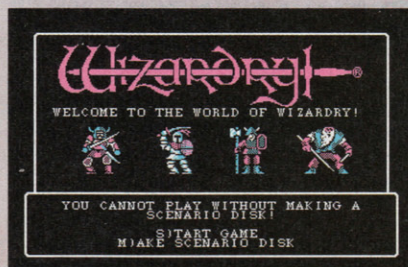 Wizardry!®
WELCOME TO THE WORLD OF WIZARDRY!
YOU CANNOT PLAY WITHOUT MAKING A
SCENARIO DISK!
S)TART GAME
M)AKE SCENARIO DISK